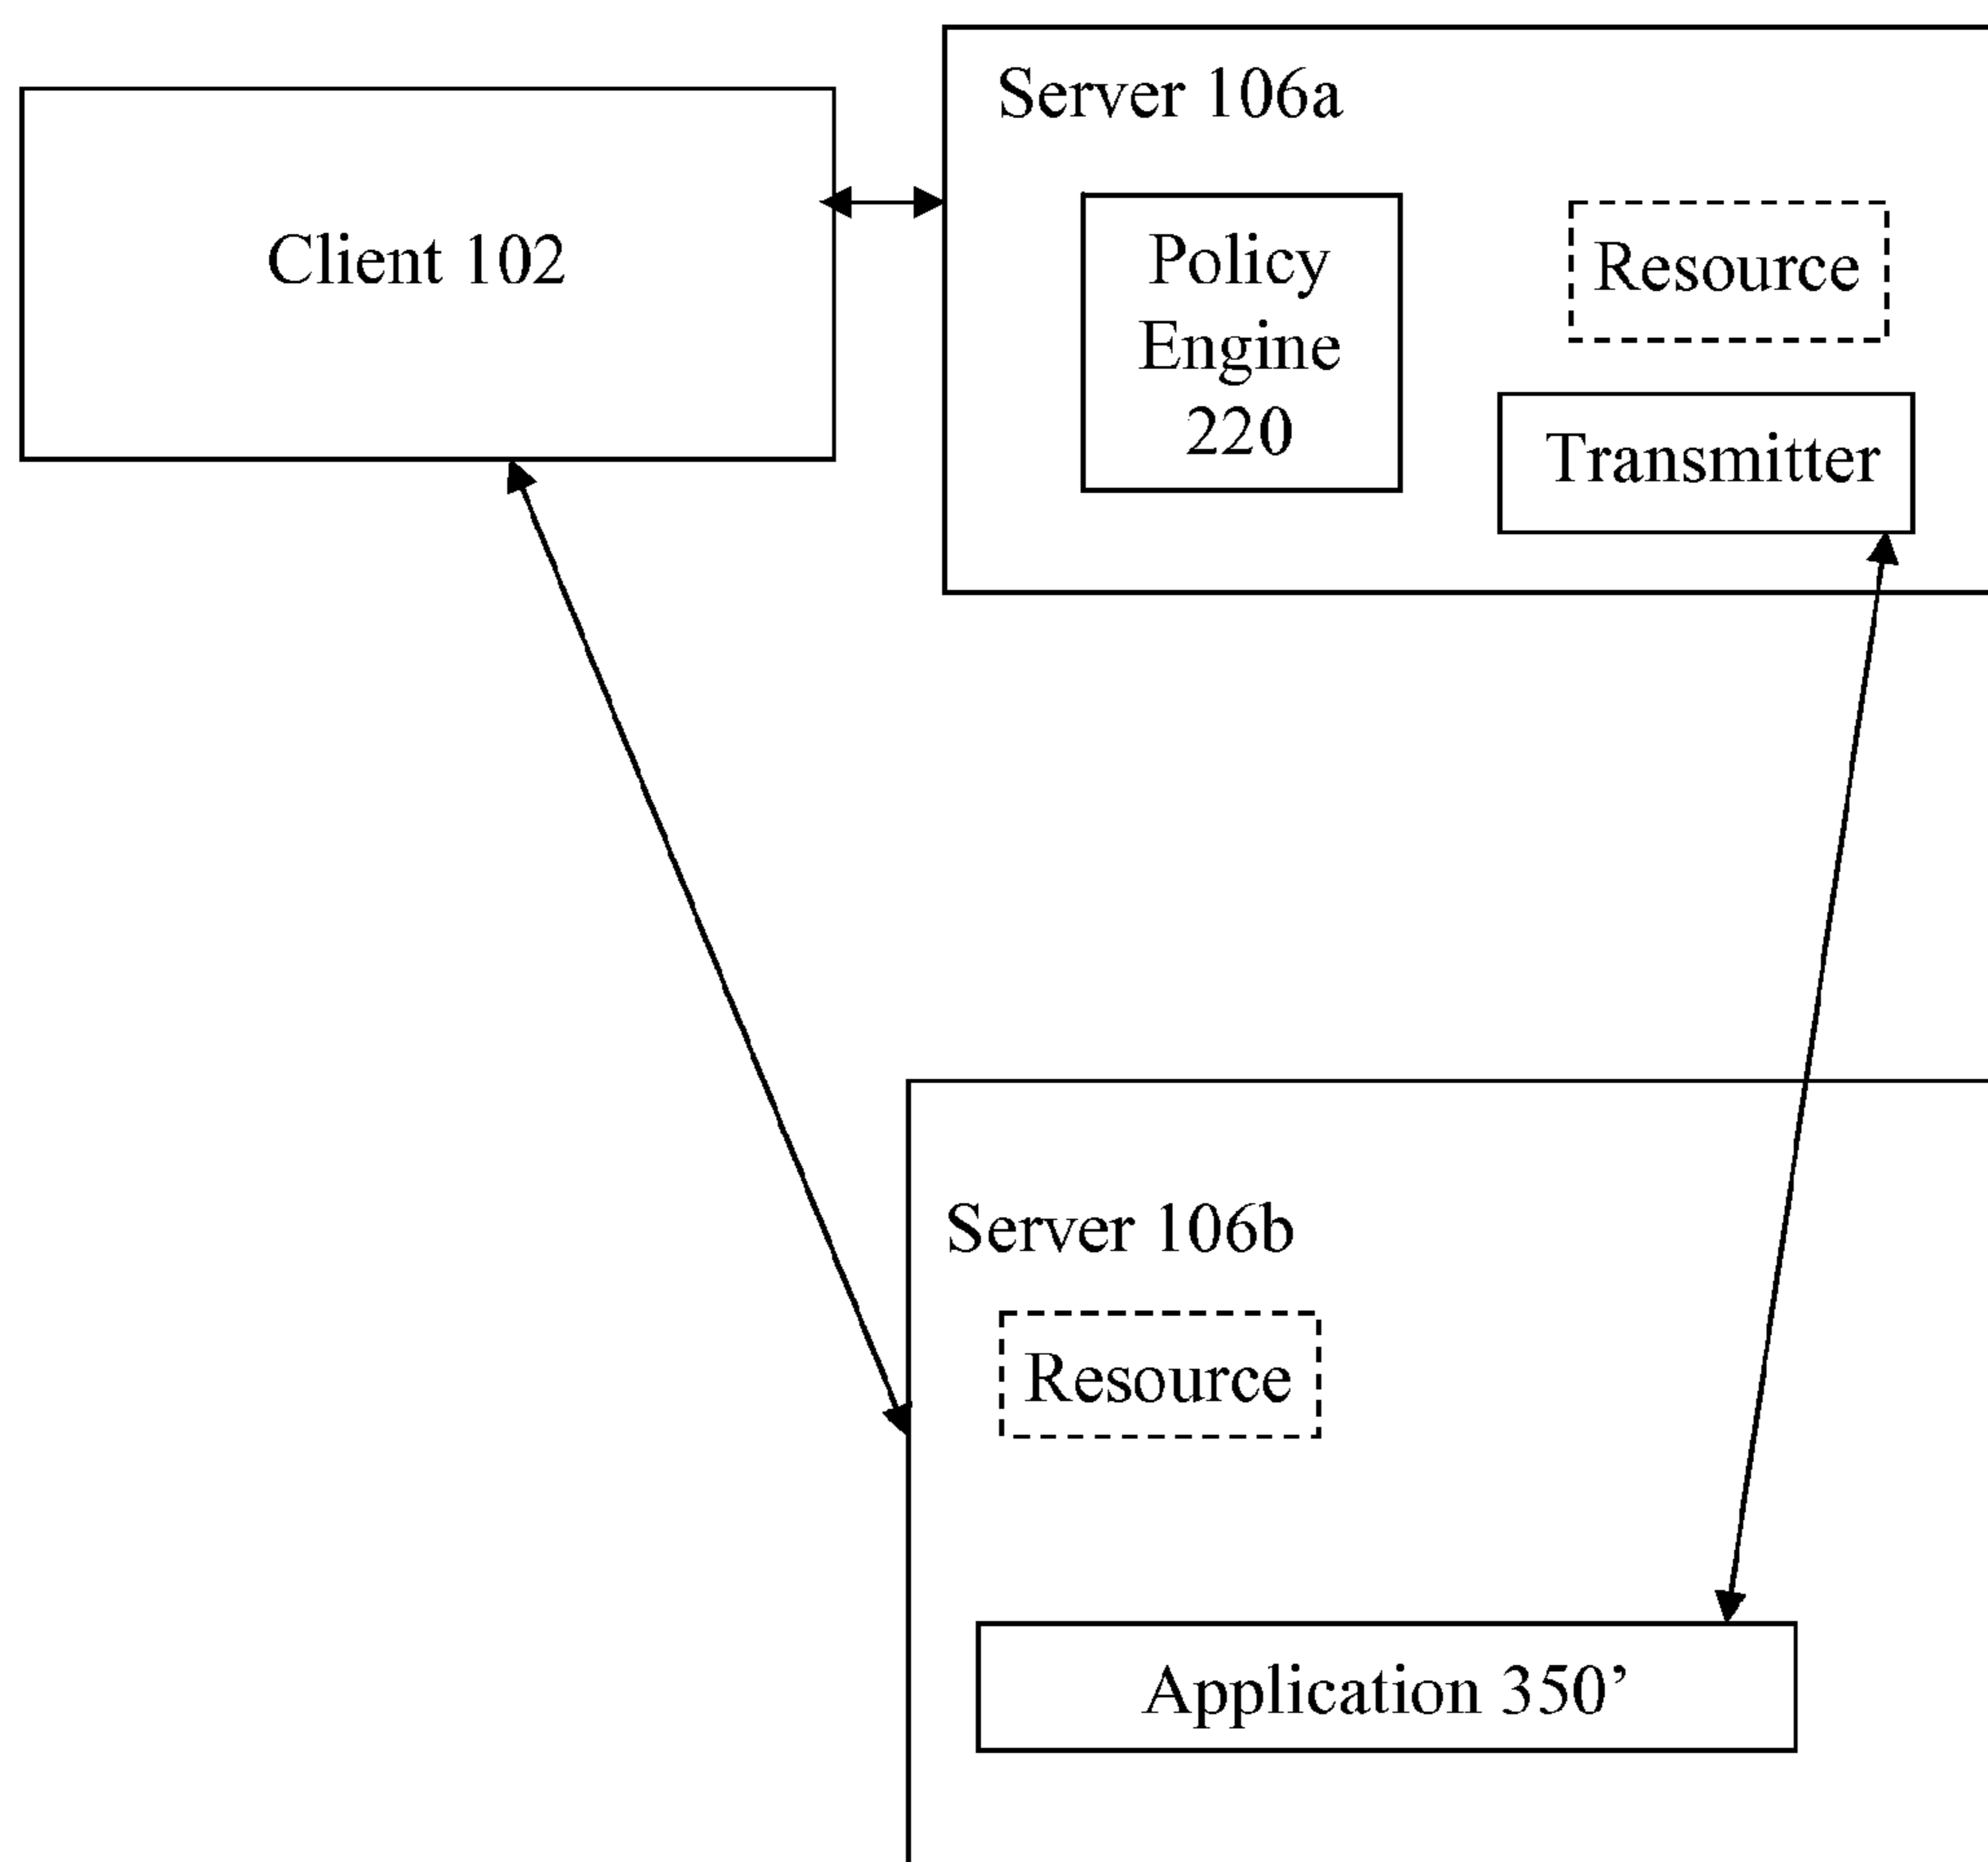 Server 106a
Client 102
Policy
Engine
220
Resource
Transmitter
Server 106b
Resource
Application 350’